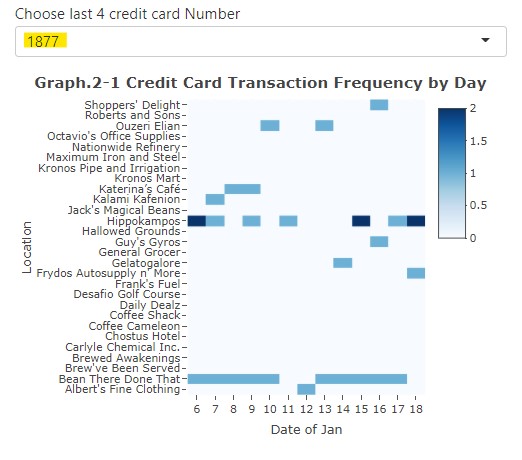 Choose last 4 credit card Number
1877
Graph.2-1 Credit Card Transaction Frequency by Day
Location
Shoppers' Delight
Roberts and Sons
Ouzeri Elian
Octavio's Office Supplies
Nationwide Refinery
Maximum Iron and Steel
Kronos Pipe and Irrigation
Kronos Mart
Katerina’s Café
Kalami Kafenion
Jack's Magical Beans
Hippokampos
Hallowed Grounds
Guy's Gyros
General Grocer
Gelatogalore
Frydos Autosupply n' More
Frank's Fuel
Desafio Golf Course
Daily Dealz
Coffee Shack
Coffee Cameleon
Chostus Hotel
Carlyle Chemical Inc.
Brewed Awakenings
Brew've Been Served
Bean There Done That
Albert's Fine Clothing
6 7 8 9 10 11 12 13 14 15 16 17 18
Date of Jan
2
1.5
1
0.5
0